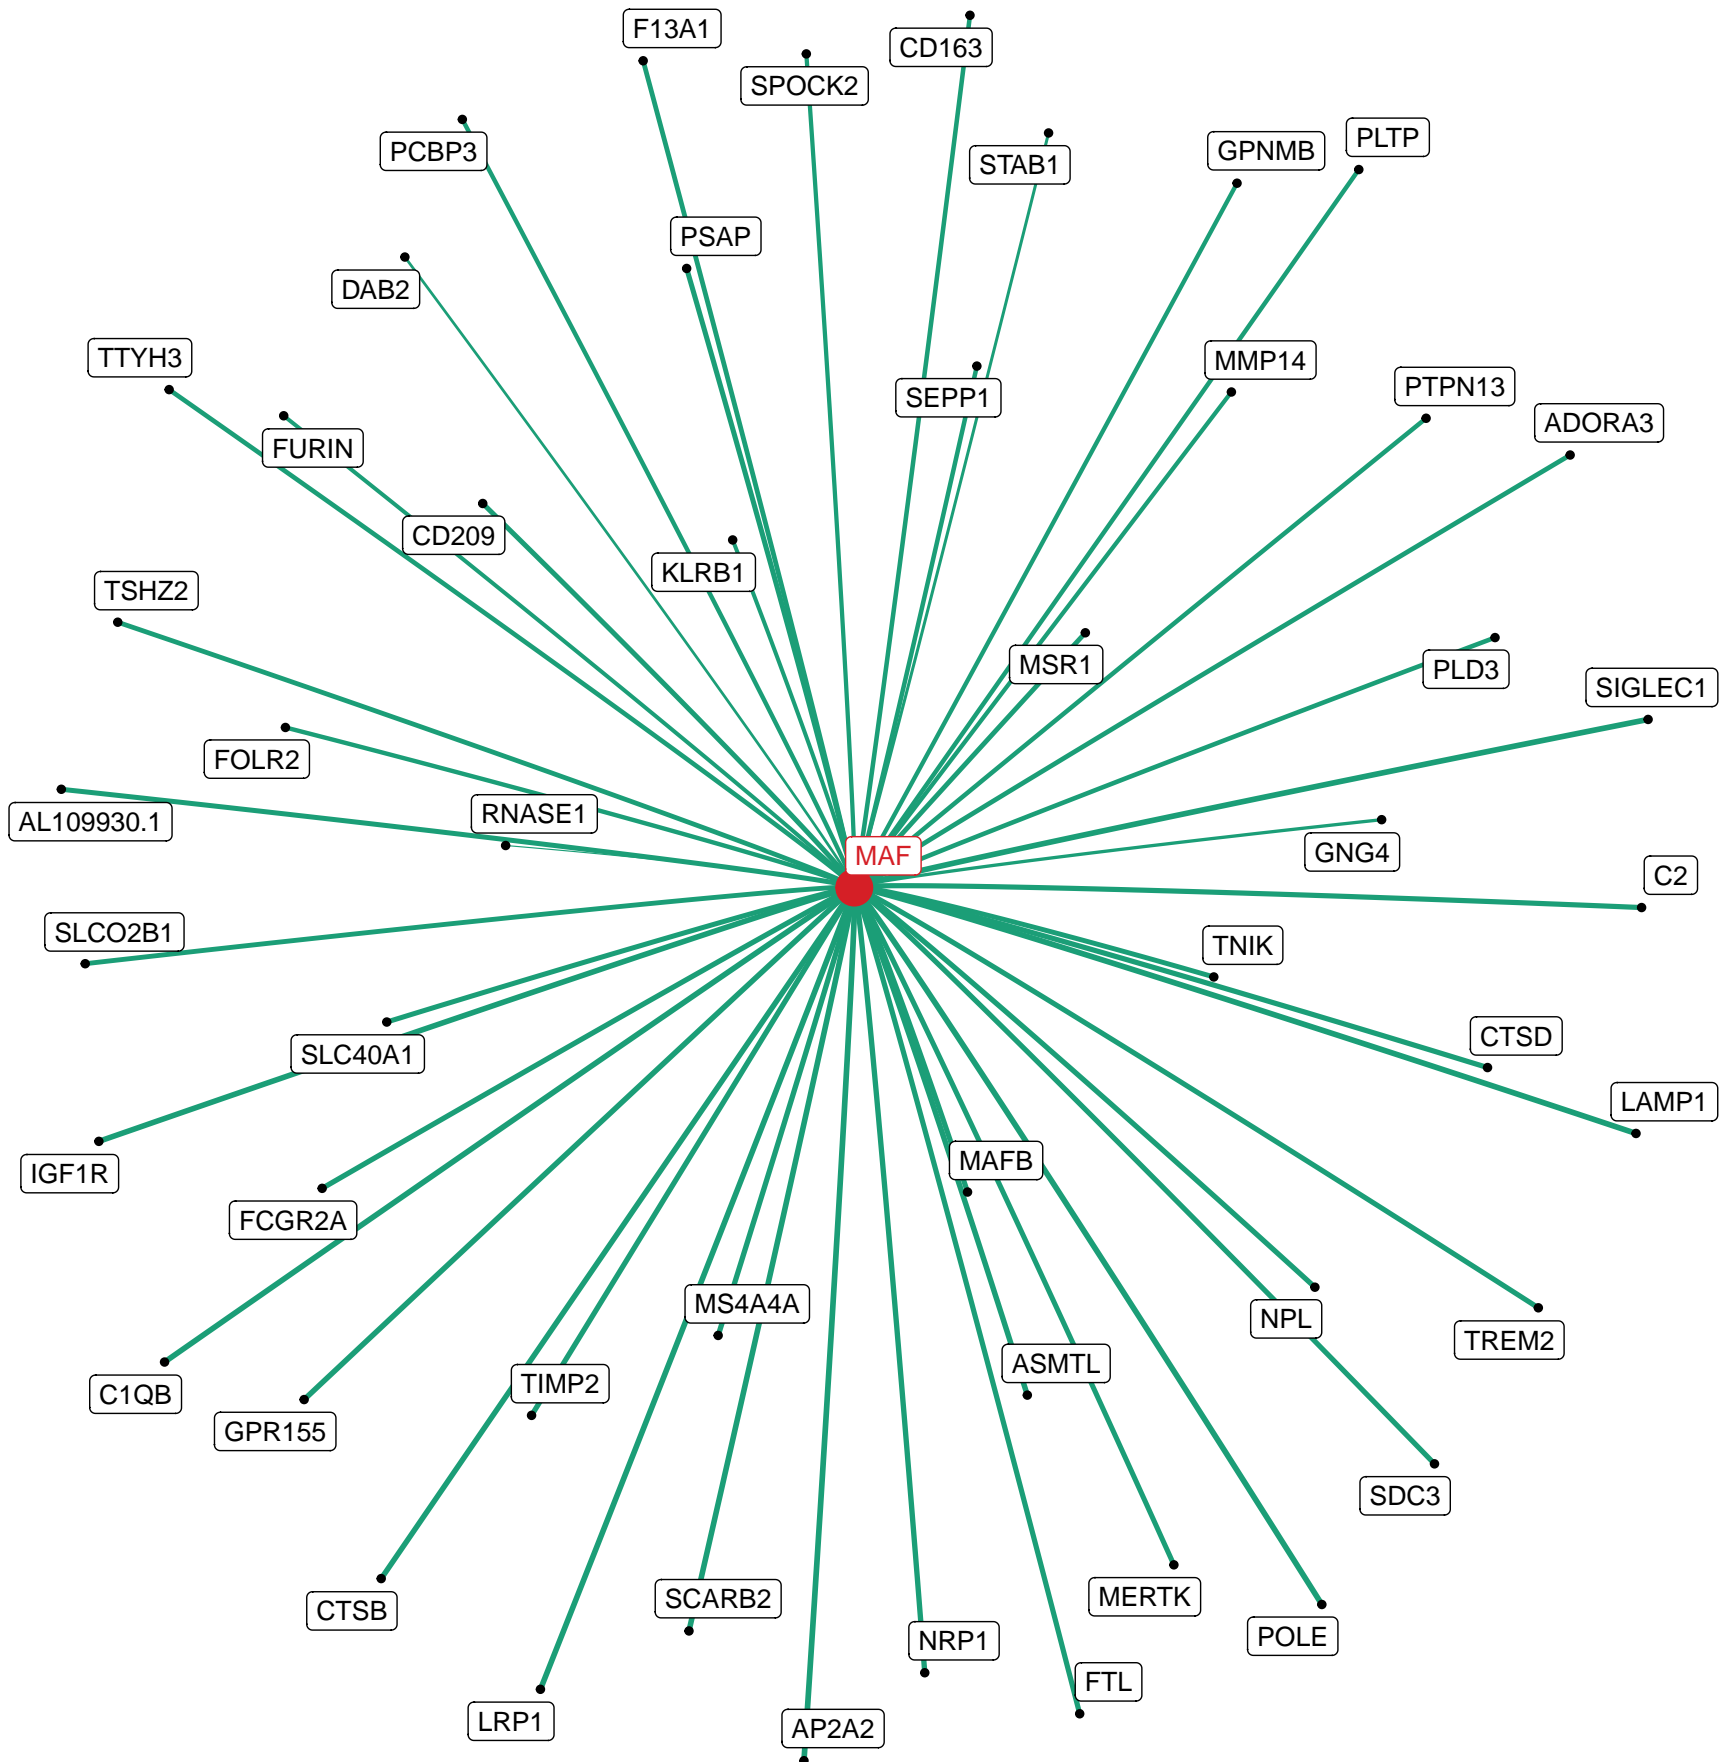 F13A1
CD163
SPOCK2
PLTP
PCBP3
GPNMB
STAB1
PSAP
DAB2
TTYH3
MMP14
PTPN13
SEPP1
ADORA3
FURIN
CD209
KLRB1
TSHZ2
MSR1
PLD3
SIGLEC1
FOLR2
RNASE1
AL109930.1
GNG4
MAF
C2
SLCO2B1
TNIK
CTSD
SLC40A1
LAMP1
MAFB
IGF1R
FCGR2A
MS4A4A
NPL
TREM2
ASMTL
TIMP2
C1QB
GPR155
SDC3
MERTK
SCARB2
CTSB
POLE
NRP1
FTL
LRP1
AP2A2